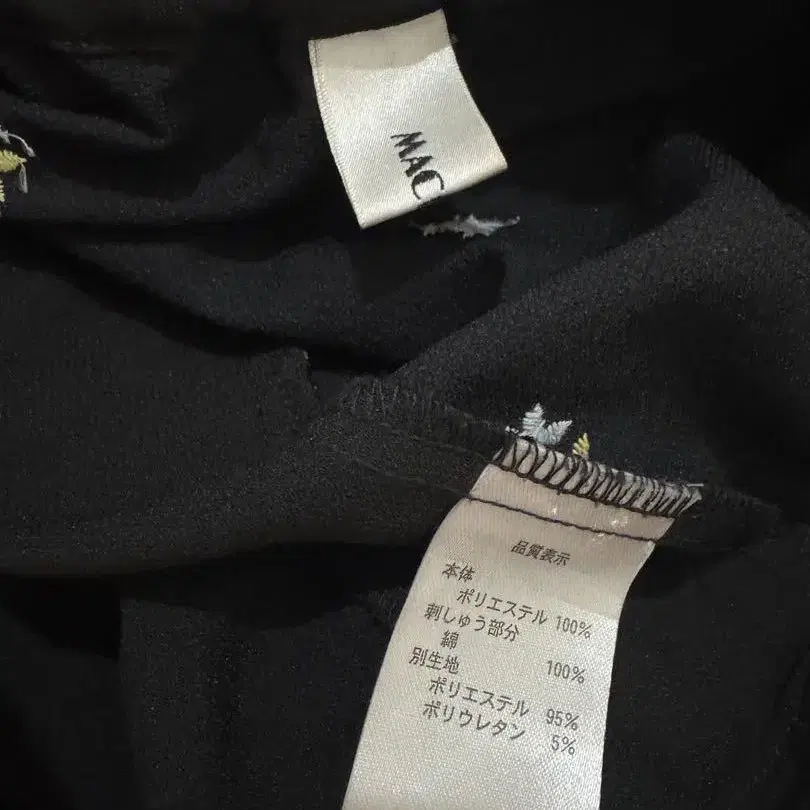 MAC
品質表示
本体
ポリエステル 100%
刺しゅう部分
綿 100%
別生地
ポリエステル 95%
ポリウレタン 5%